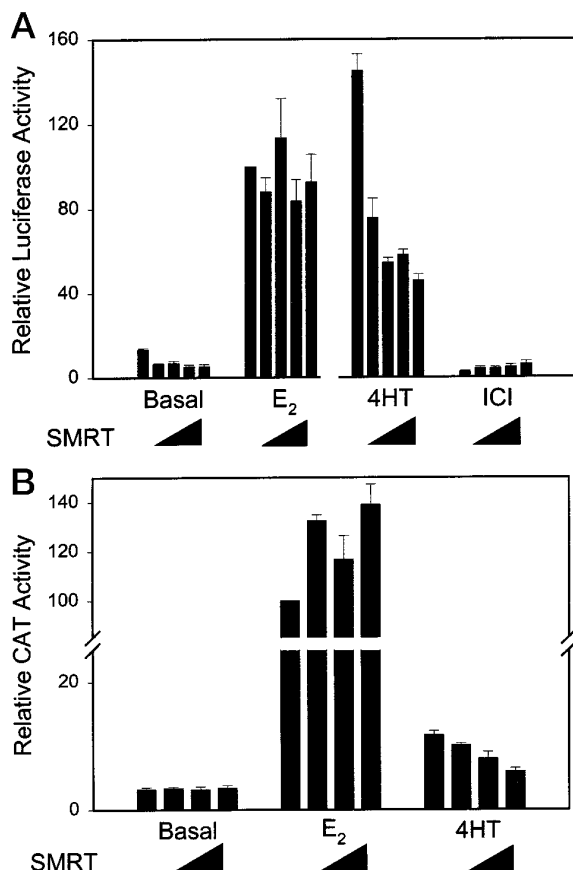 A
Relative Luciferase Activity
160
120
80
40
0
Basal E2 4HT ICI
SMRT
B
Relative CAT Activity
140
120
100
20
0
Basal E2 4HT
SMRT